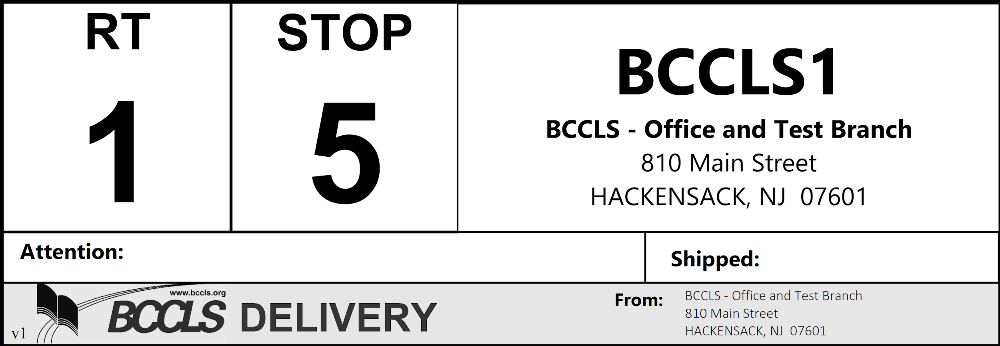 RT
1
STOP
5
BCCLS1
BCCLS - Office and Test Branch
810 Main Street
HACKENSACK, NJ  07601
Attention:
Shipped:
v1
www.bccls.org
BCCLS
DELIVERY
From:
BCCLS - Office and Test Branch
810 Main Street
HACKENSACK, NJ  07601